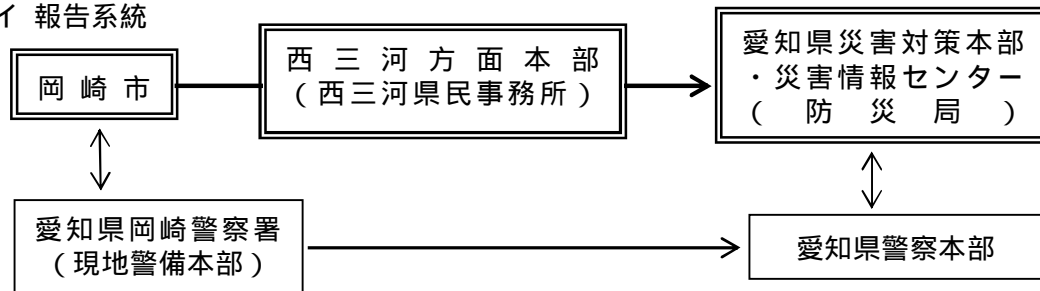 イ 報告系統
岡崎市
西三河方面本部
(西三河県民事務所)
愛知県災害対策本部
・災害情報センター
(防災局)
愛知県岡崎警察署
(現地警備本部)
愛知県警察本部